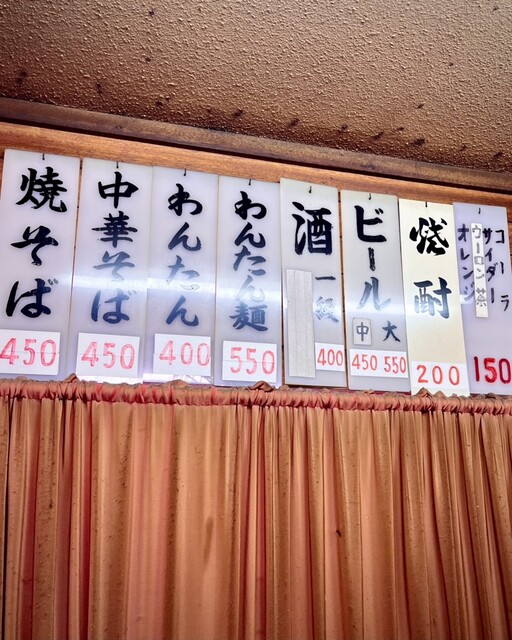 焼そば
450
中華そば
450
わんたん
400
わんたん麺
550
酒
一級
400
ビール
中 大
450 550
焼酎
200
コーラ
サイダー
ウーロン茶
オレンジ
150